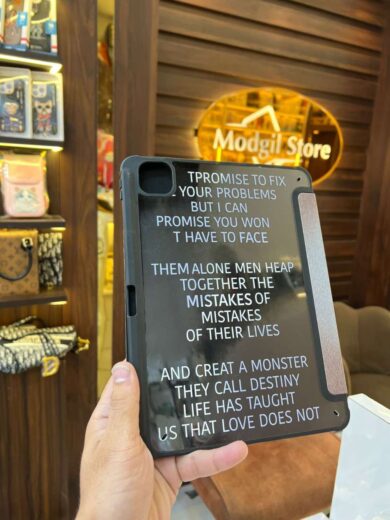 Modgil Store
TPROMISE TO FIX
YOUR PROBLEMS
BUT I CAN
PROMISE YOU WON
T HAVE TO FACE
THEM ALONE MEN HEAP
TOGETHER THE
MISTAKES OF
MISTAKES
OF THEIR LIVES
AND CREAT A MONSTER
THEY CALL DESTINY
LIFE HAS TAUGHT
US THAT LOVE DOES NOT